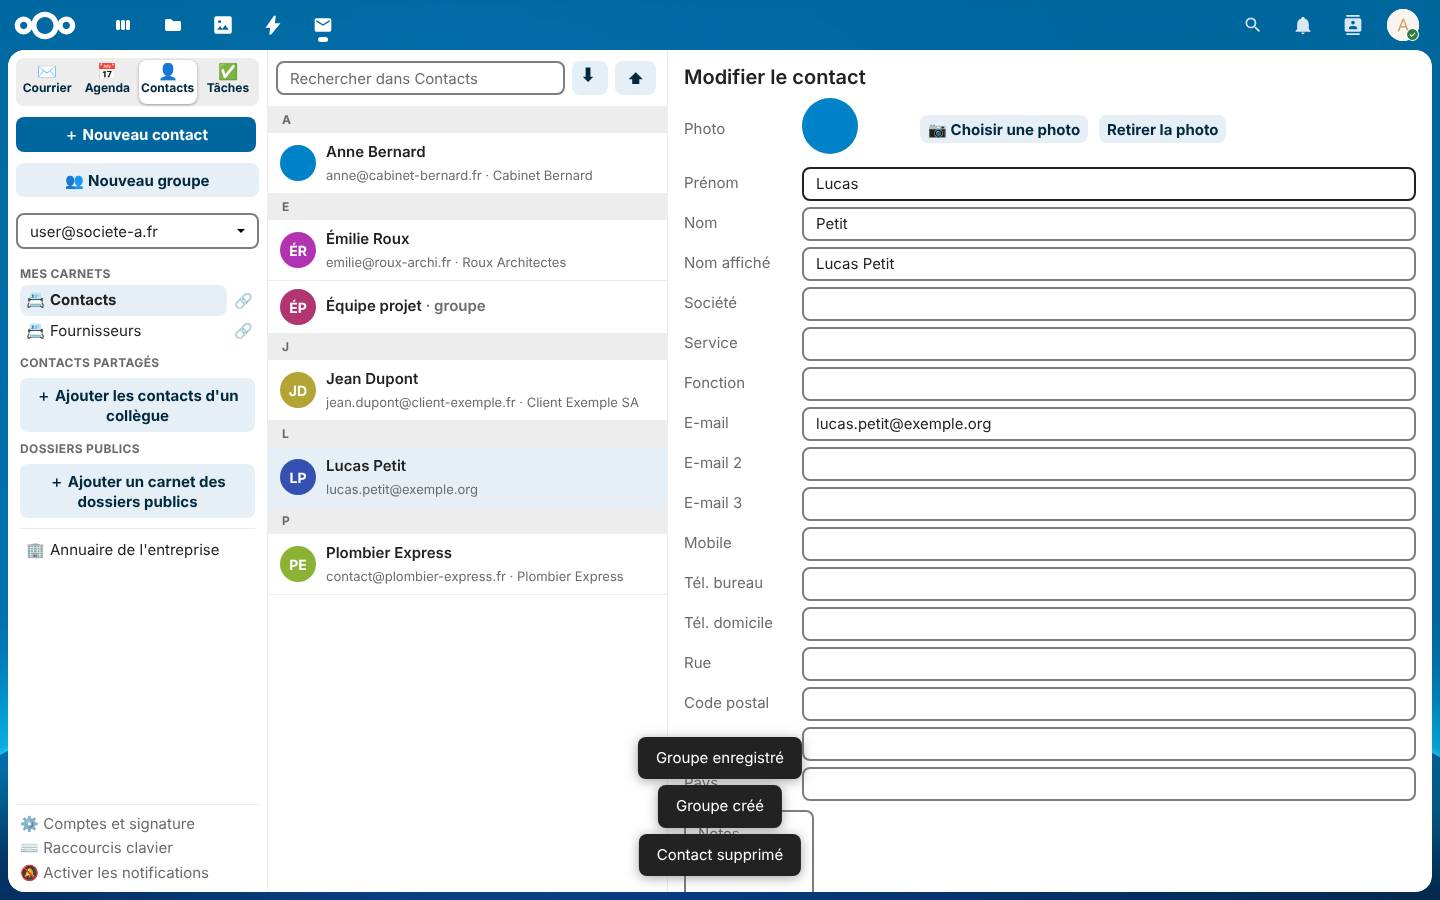 A
Courrier
Agenda
Contacts
Tâches
+ Nouveau contact
Nouveau groupe
user@societe-a.fr
MES CARNETS
Contacts
Fournisseurs
CONTACTS PARTAGÉS
+ Ajouter les contacts d'un
collègue
DOSSIERS PUBLICS
+ Ajouter un carnet des
dossiers publics
Annuaire de l'entreprise
Comptes et signature
Raccourcis clavier
Activer les notifications
Rechercher dans Contacts
A
Anne Bernard
anne@cabinet-bernard.fr · Cabinet Bernard
E
ÉR
Émilie Roux
emilie@roux-archi.fr · Roux Architectes
ÉP
Équipe projet · groupe
J
JD
Jean Dupont
jean.dupont@client-exemple.fr · Client Exemple SA
L
LP
Lucas Petit
lucas.petit@exemple.org
P
PE
Plombier Express
contact@plombier-express.fr · Plombier Express
Modifier le contact
Photo
Choisir une photo
Retirer la photo
Prénom
Lucas
Nom
Petit
Nom affiché
Lucas Petit
Société
Service
Fonction
E-mail
lucas.petit@exemple.org
E-mail 2
E-mail 3
Mobile
Tél. bureau
Tél. domicile
Rue
Code postal
Groupe enregistré
Pays
Groupe créé
Notes
Contact supprimé